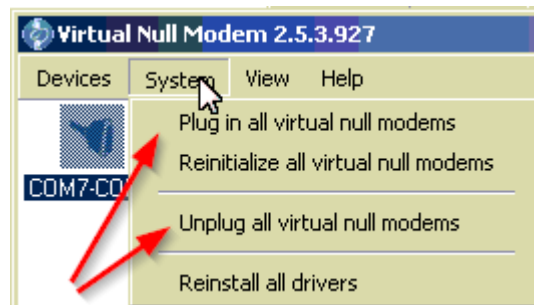 Virtual Null Modem 2.5.3.927
Devices System View Help
Plug in all virtual null modems
Reinitialize all virtual null modems
COM7-CO
Unplug all virtual null modems
Reinstall all drivers